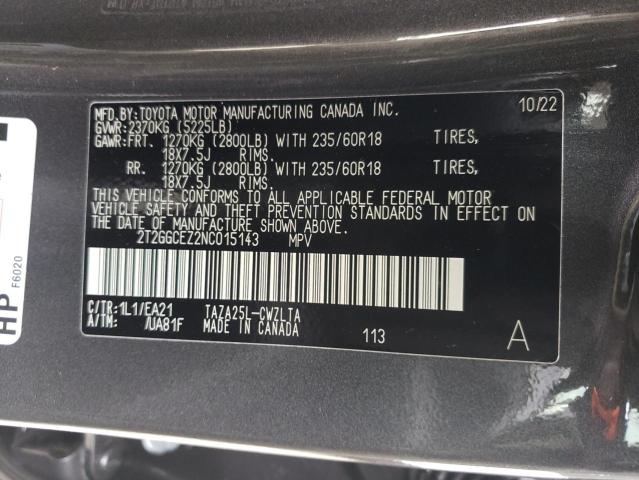 MFD.BY:TOYOTA MOTOR MANUFACTURING CANADA INC. 10/22
GVWR:2370KG (5225LB)
GAWR:FRT. 1270KG (2800LB) WITH 235/60R18 TIRES,
18X7.5J RIMS.
RR. 1270KG (2800LB) WITH 235/60R18 TIRES,
18X7.5J RIMS.
THIS VEHICLE CONFORMS TO ALL APPLICABLE FEDERAL MOTOR
VEHICLE SAFETY AND THEFT PREVENTION STANDARDS IN EFFECT ON
THE DATE OF MANUFACTURE SHOWN ABOVE.
2T2GGCEZ2NC015143 MPV
C/TR:1L1/EA21 TAZA25L-CWZLTA
A/TM: /UA81F MADE IN CANADA
113 A
HP
F6020